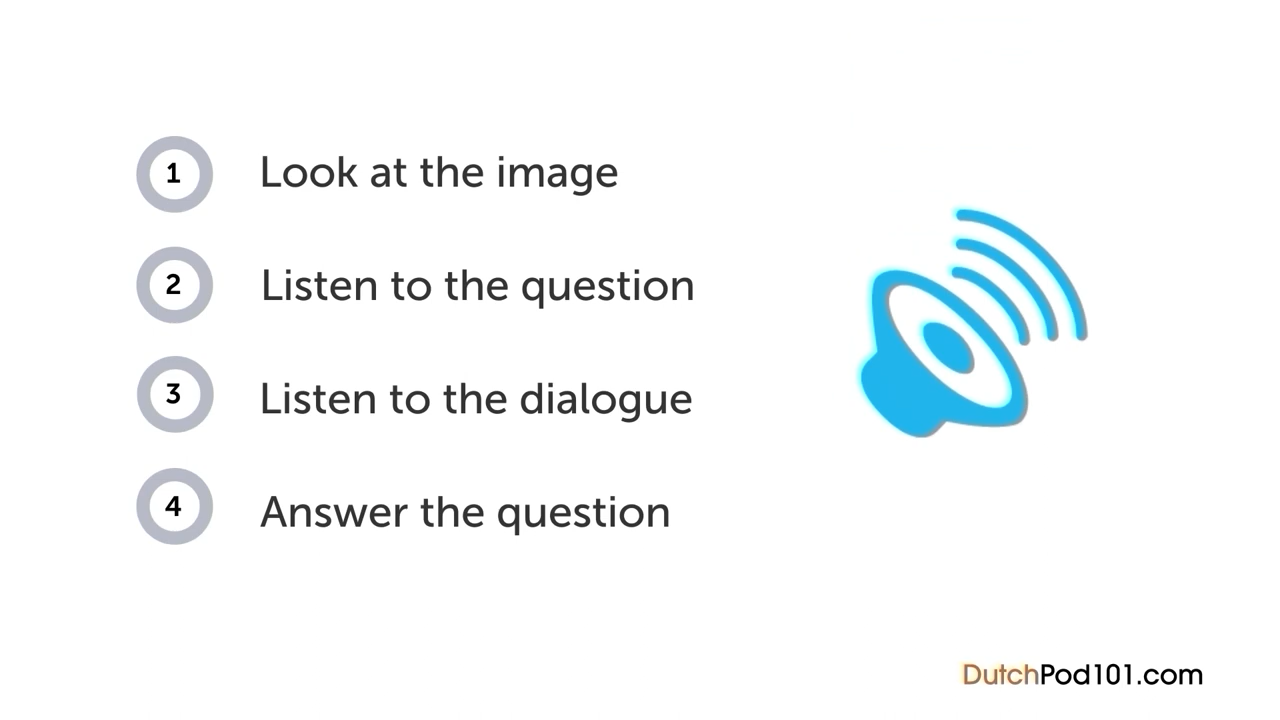 1 Look at the image
2 Listen to the question
3 Listen to the dialogue
4 Answer the question
DutchPod101.com